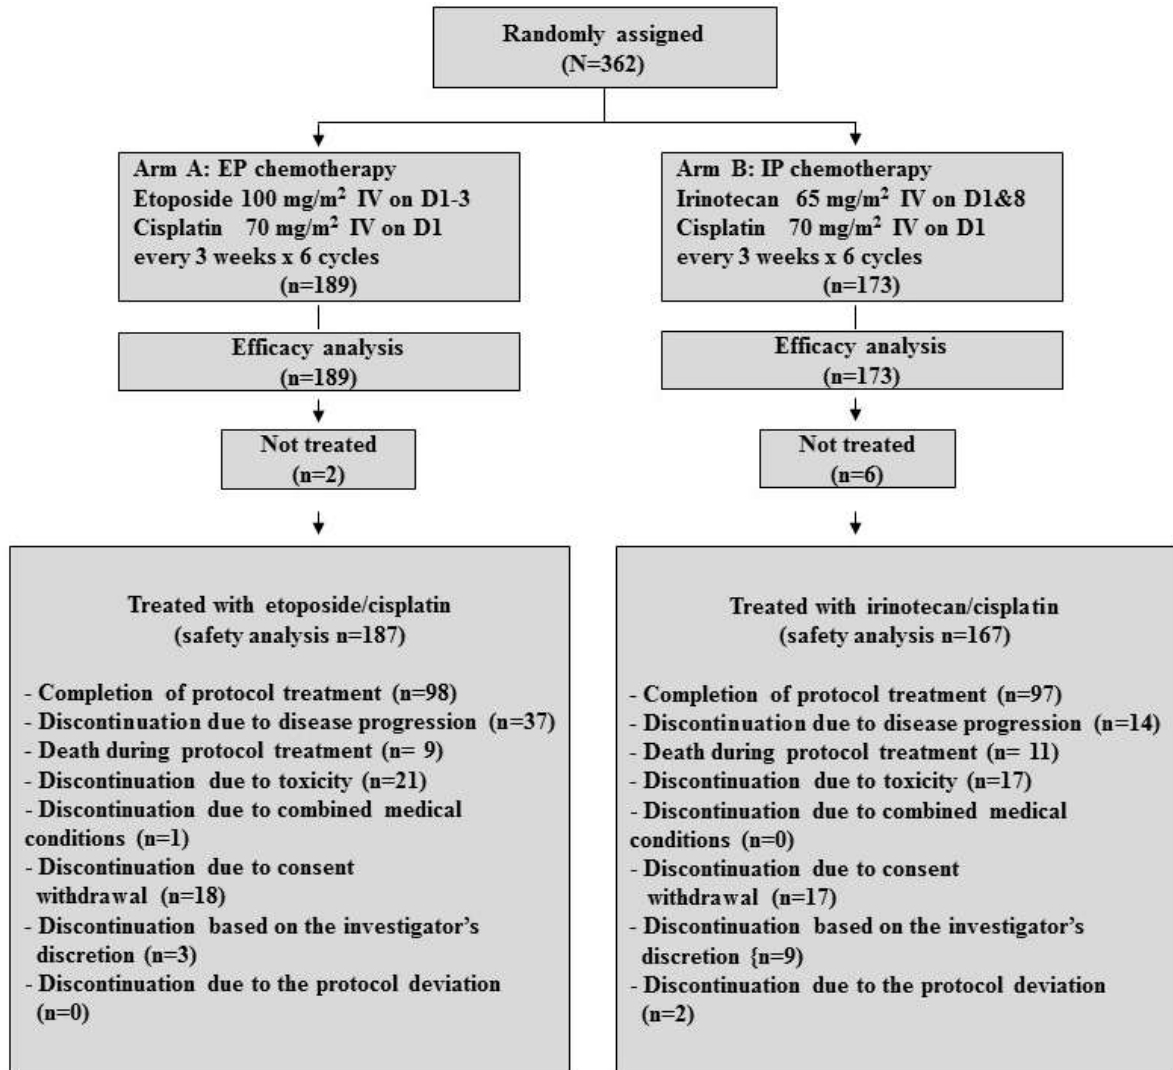 Randomly assigned
(N=362)
Arm A: EP chemotherapy
Etoposide 100 mg/m² IV on D1-3
Cisplatin 70 mg/m² IV on D1
every 3 weeks x 6 cycles
(n=189)
Arm B: IP chemotherapy
Irinotecan 65 mg/m² IV on D1&8
Cisplatin 70 mg/m² IV on D1
every 3 weeks x 6 cycles
(n=173)
Efficacy analysis
(n=189)
Efficacy analysis
(n=173)
Not treated
(n=2)
Not treated
(n=6)
Treated with etoposide/cisplatin
(safety analysis n=187)
- Completion of protocol treatment (n=98)
- Discontinuation due to disease progression (n=37)
- Death during protocol treatment (n= 9)
- Discontinuation due to toxicity (n=21)
- Discontinuation due to combined medical
conditions (n=1)
- Discontinuation due to consent
withdrawal (n=18)
- Discontinuation based on the investigator's
discretion (n=3)
- Discontinuation due to the protocol deviation
(n=0)
Treated with irinotecan/cisplatin
(safety analysis n=167)
- Completion of protocol treatment (n=97)
- Discontinuation due to disease progression (n=14)
- Death during protocol treatment (n= 11)
- Discontinuation due to toxicity (n=17)
- Discontinuation due to combined medical
conditions (n=0)
- Discontinuation due to consent
withdrawal (n=17)
- Discontinuation based on the investigator's
discretion {n=9)
- Discontinuation due to the protocol deviation
(n=2)